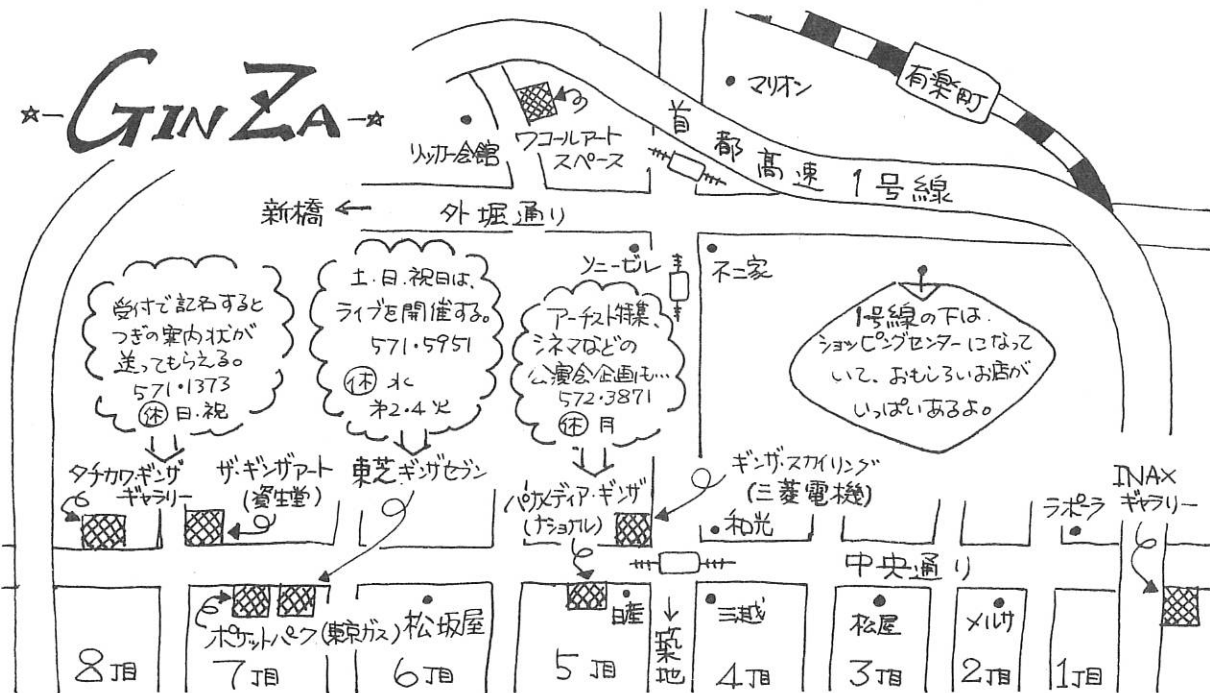 ☆-GINZA-☆
有楽町
マリオン
首都高速1号線
リッカー会館
ワコールアート
スペース
新橋 ←
外堀通り
ソニービル
不二家
受付で記名すると
つぎの案内状が
送ってもらえる。
571・1373
㊡日・祝
土・日・祝日は、
ライブを開催する。
571・5951
㊡水
第2・4火
アーチスト特集、
シネマなどの
公演会企画も…
572・3871
㊡月
1号線の下は、
ショッピングセンターになって
いて、おもしろいお店が
いっぱいあるよ。
タチカワ・ギンザ
ギャラリー
ザ・ギンザアート
(資生堂)
東芝ギンザセブン
パナメディア・ギンザ
(ナショナル)
ギンザ・スカイリング
(三菱電機)
和光
ラポーラ
INAX
ギャラリー
中央通り
ポケットパーク(東京ガス)
松坂屋
日産
→築地
三越
松屋
メルサ
8丁目
7丁目
6丁目
5丁目
4丁目
3丁目
2丁目
1丁目